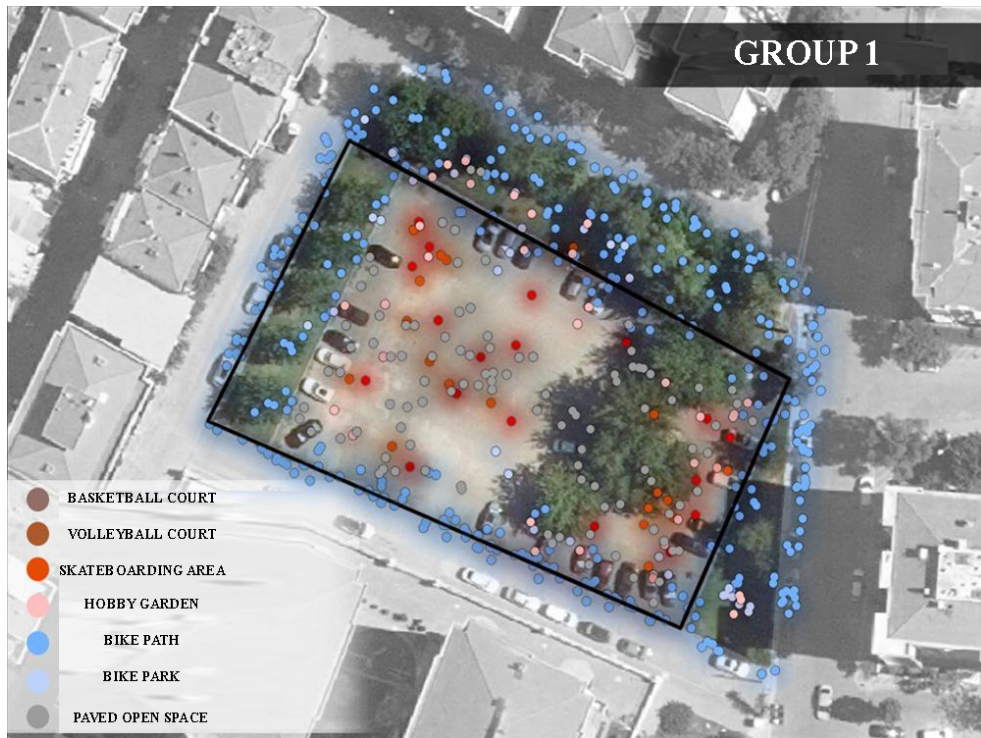 GROUP 1
BASKETBALL COURT
VOLLEYBALL COURT
SKATEBOARDING AREA
HOBBY GARDEN
BIKE PATH
BIKE PARK
PAVED OPEN SPACE